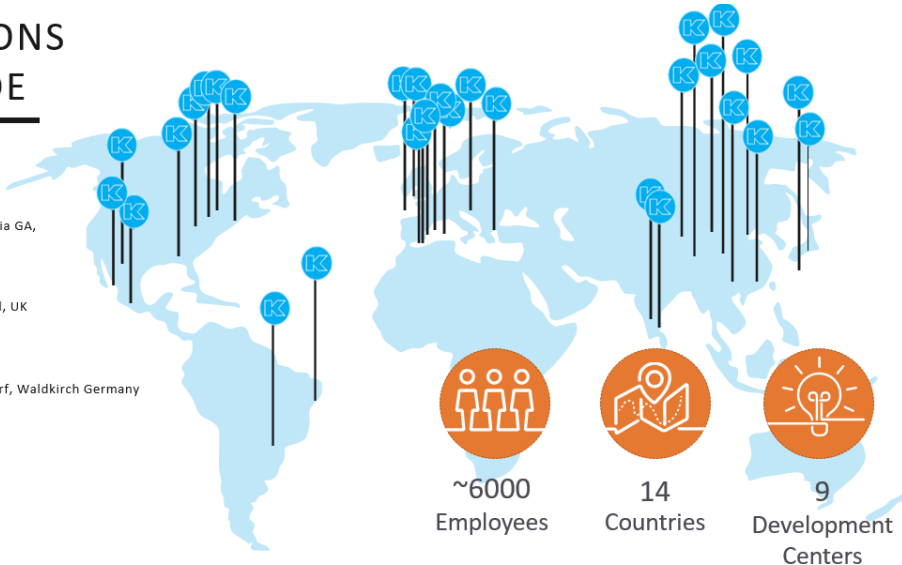 ONS
DE
ia GA,
, UK
rf, Waldkirch Germany
~6000
Employees
14
Countries
9
Development
Centers